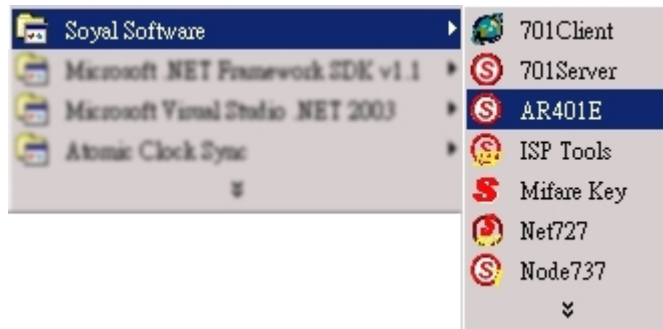 Soyal Software
Microsoft .NET Framework SDK v1.1
Microsoft Visual Studio .NET 2003
Atomic Clock Sync
701Client
701Server
AR401E
ISP Tools
Mifare Key
Net727
Node737